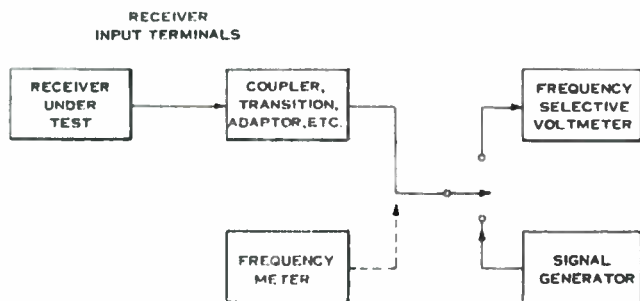 RECEIVER
INPUT TERMINALS
RECEIVER
UNDER
TEST
COUPLER,
TRANSITION,
ADAPTOR,ETC.
FREQUENCY
SELECTIVE
VOLTMETER
FREQUENCY
METER
SIGNAL
GENERATOR